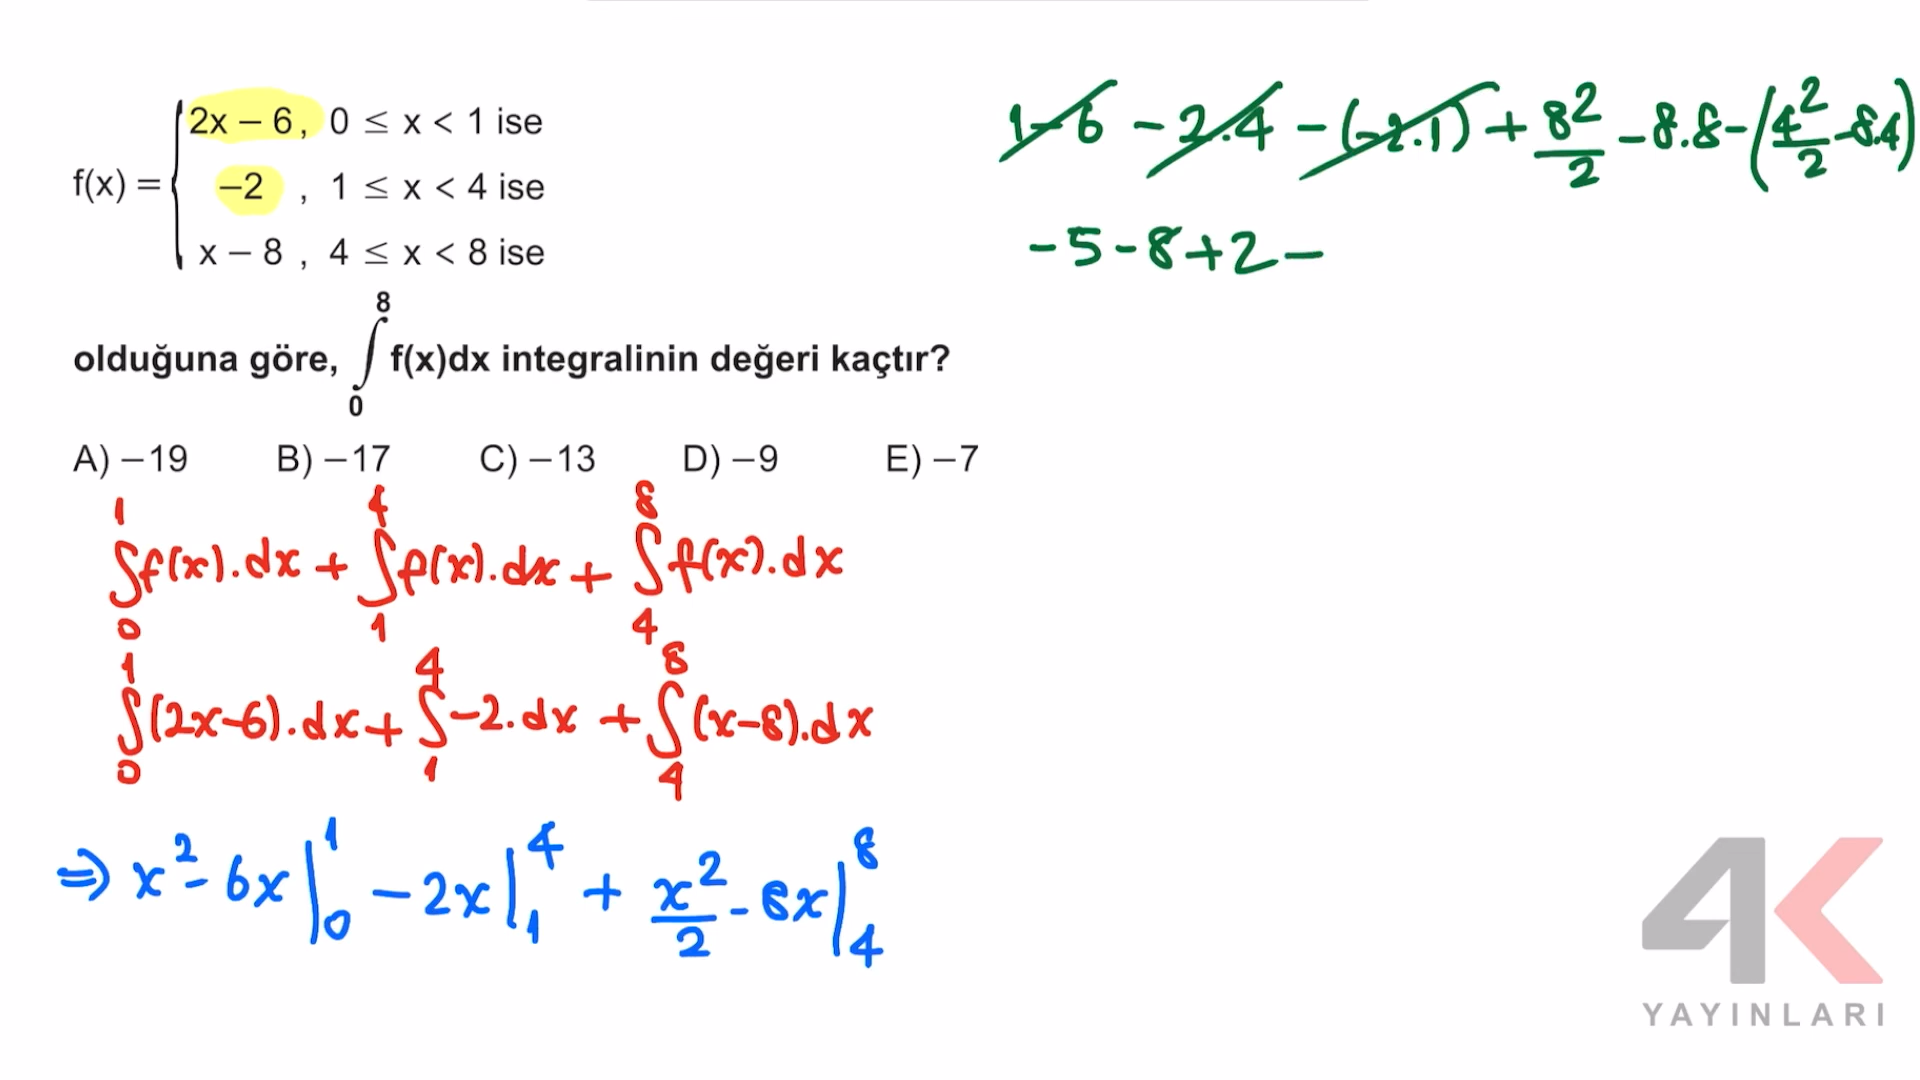 f(x) = { 2x – 6, 0 ≤ x < 1 ise
–2 , 1 ≤ x < 4 ise
x – 8 , 4 ≤ x < 8 ise
olduğuna göre, ∫₀⁸ f(x)dx integralinin değeri kaçtır?
A) –19 B) –17 C) –13 D) –9 E) –7
∫₀¹ f(x).dx + ∫₁⁴ f(x).dx + ∫₄⁸ f(x).dx
∫₀¹ (2x-6).dx + ∫₁⁴ -2.dx + ∫₄⁸ (x-8).dx
⇒ x² - 6x |₀¹ - 2x |₁⁴ + x²/2 - 8x |₄⁸
1-6 - 2.4 - (-2.1) + 8²/2 - 8.8 - (4²/2 - 8.4)
-5-8+2-
4K
YAYINLARI